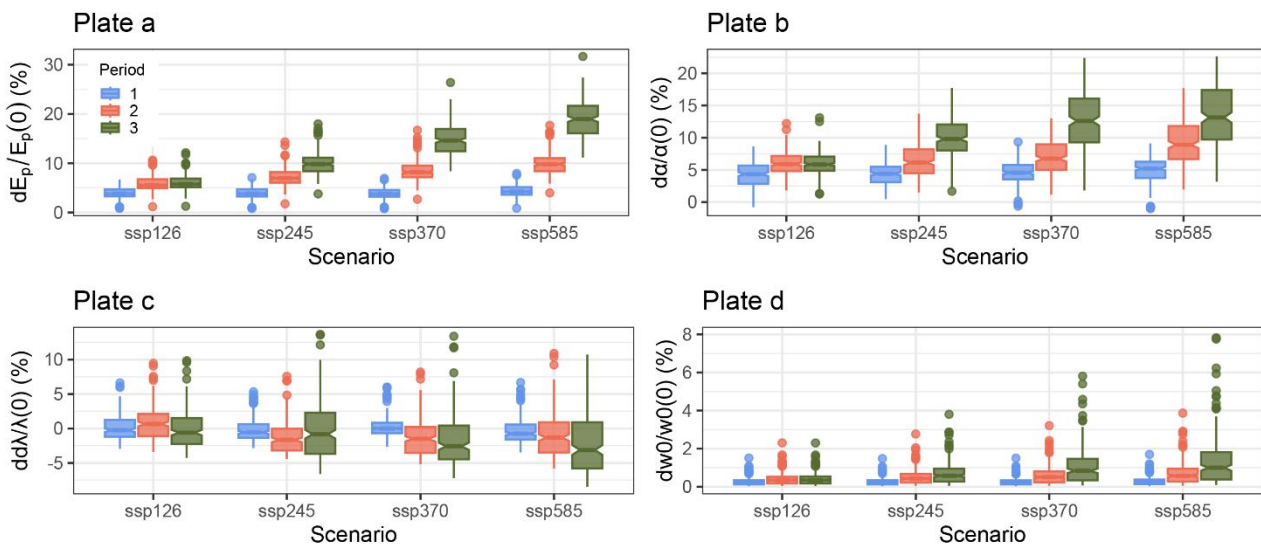 Plate a
dEₚ/Eₚ(0) (%)
30
20
10
0
Period
1
2
3
ssp126 ssp245 ssp370 ssp585
Scenario
Plate b
dα/α(0) (%)
20
15
10
5
0
ssp126 ssp245 ssp370 ssp585
Scenario
Plate c
ddλ/λ(0) (%)
10
5
0
-5
ssp126 ssp245 ssp370 ssp585
Scenario
Plate d
dw0/w0(0) (%)
8
6
4
2
0
ssp126 ssp245 ssp370 ssp585
Scenario